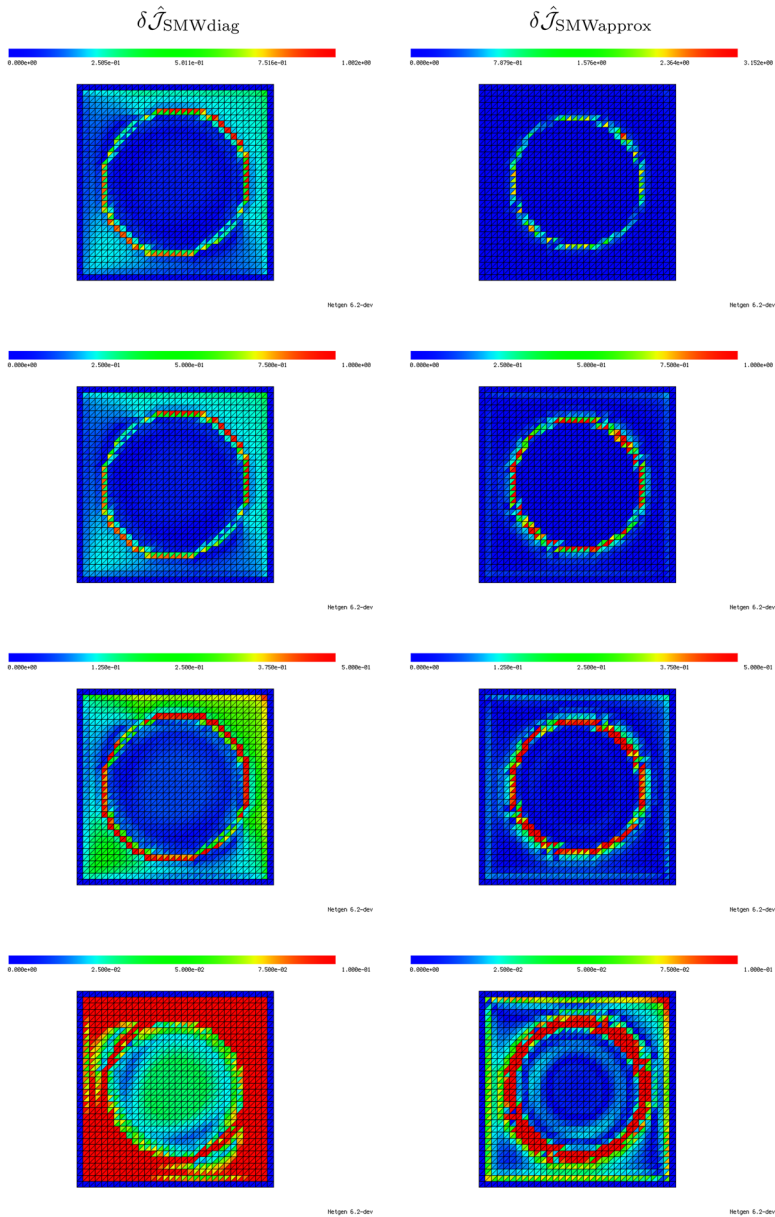 δĴ_SMWdiag δĴ_SMWapprox
0.000e+00 2.505e-01 5.011e-01 7.516e-01 1.002e+00 0.000e+00 7.879e-01 1.576e+00 2.364e+00 3.152e+00
Netgen 6.2-dev Netgen 6.2-dev
0.000e+00 2.500e-01 5.000e-01 7.500e-01 1.000e+00 0.000e+00 2.500e-01 5.000e-01 7.500e-01 1.000e+00
Netgen 6.2-dev Netgen 6.2-dev
0.000e+00 1.250e-01 2.500e-01 3.750e-01 5.000e-01 0.000e+00 1.250e-01 2.500e-01 3.750e-01 5.000e-01
Netgen 6.2-dev Netgen 6.2-dev
0.000e+00 2.500e-02 5.000e-02 7.500e-02 1.000e-01 0.000e+00 2.500e-02 5.000e-02 7.500e-02 1.000e-01
Netgen 6.2-dev Netgen 6.2-dev